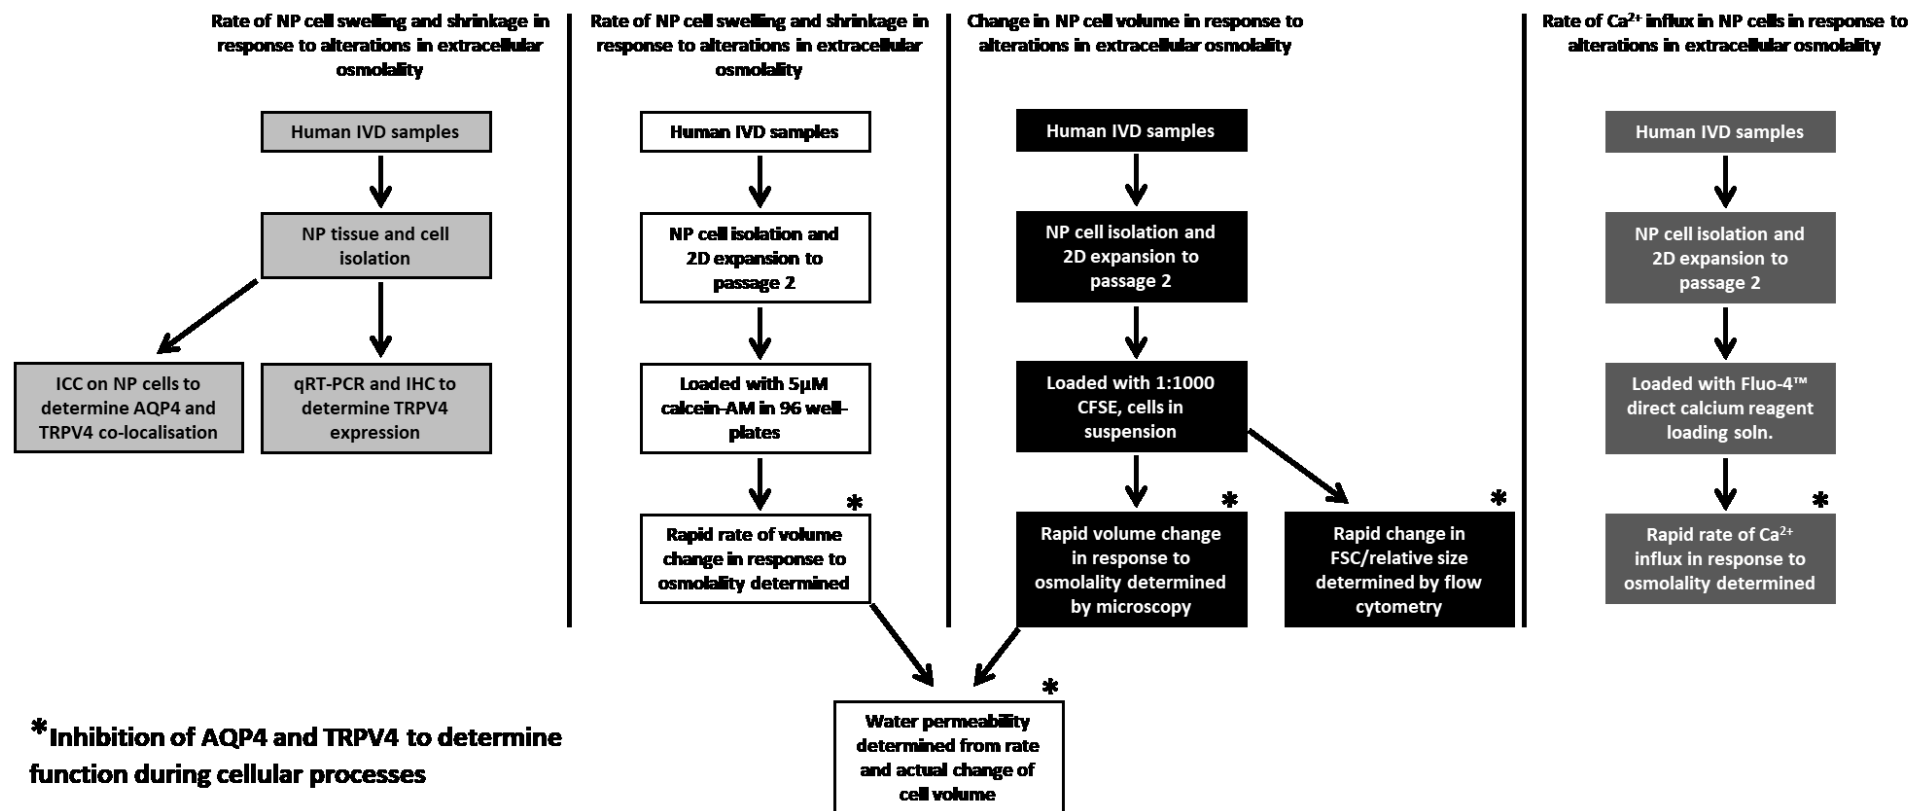 Rate of NP cell swelling and shrinkage in
response to alterations in extracellular
osmolality
Human IVD samples
NP tissue and cell
isolation
ICC on NP cells to
determine AQP4 and
TRPV4 co-localisation
qRT-PCR and IHC to
determine TRPV4
expression
Rate of NP cell swelling and shrinkage in
response to alterations in extracellular
osmolality
Human IVD samples
NP cell isolation and
2D expansion to
passage 2
Loaded with 5µM
calcein-AM in 96 well-
plates
*
Rapid rate of volume
change in response to
osmolality determined
Change in NP cell volume in response to
alterations in extracellular osmolality
Human IVD samples
NP cell isolation and
2D expansion to
passage 2
Loaded with 1:1000
CFSE, cells in
suspension
*
Rapid volume change
in response to
osmolality determined
by microscopy
*
Rapid change in
FSC/relative size
determined by flow
cytometry
Rate of Ca²⁺ influx in NP cells in response to
alterations in extracellular osmolality
Human IVD samples
NP cell isolation and
2D expansion to
passage 2
Loaded with Fluo-4™
direct calcium reagent
loading soln.
*
Rapid rate of Ca²⁺
influx in response to
osmolality determined
*
Water permeability
determined from rate
and actual change of
cell volume
*Inhibition of AQP4 and TRPV4 to determine
function during cellular processes